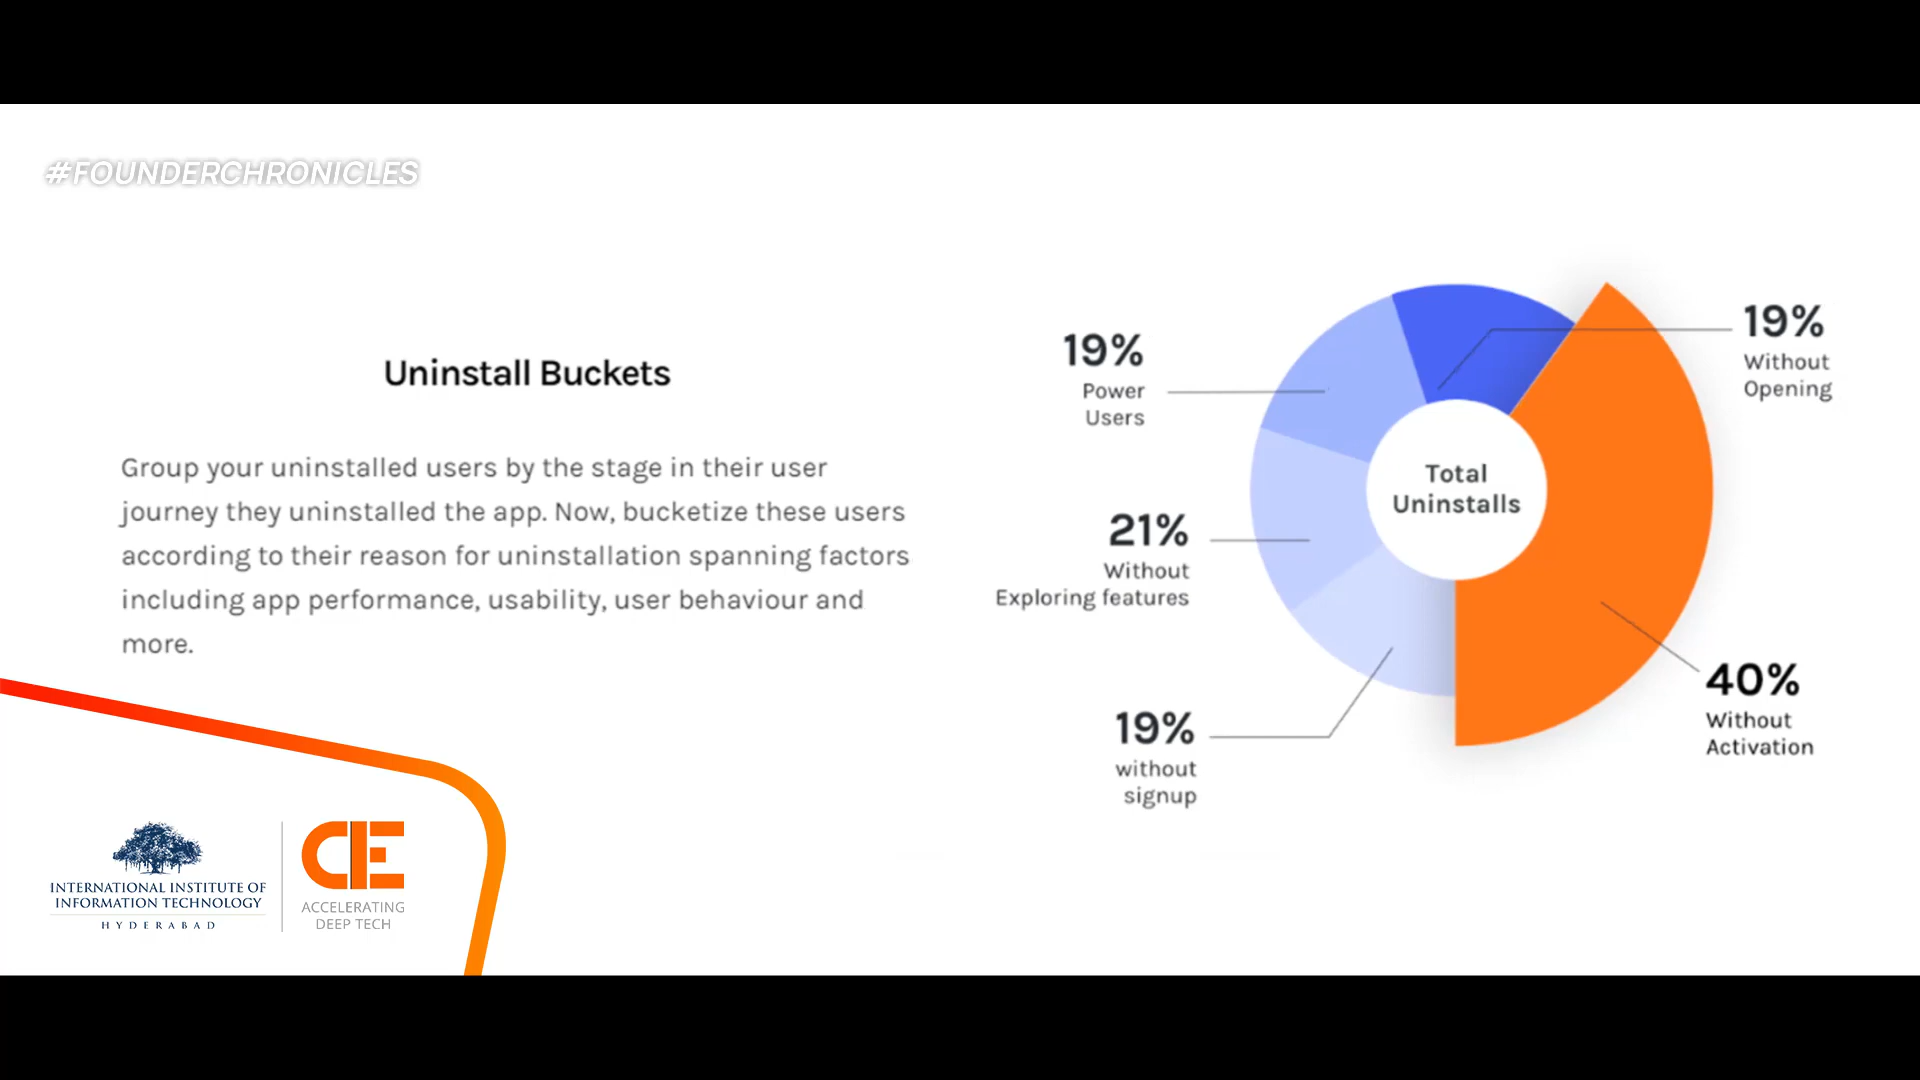 #FOUNDERCHRONICLES
Uninstall Buckets
Group your uninstalled users by the stage in their user
journey they uninstalled the app. Now, bucketize these users
according to their reason for uninstallation spanning factors
including app performance, usability, user behaviour and
more.
19%
Power
Users
21%
Without
Exploring features
19%
without
signup
Total
Uninstalls
19%
Without
Opening
40%
Without
Activation
INTERNATIONAL INSTITUTE OF
INFORMATION TECHNOLOGY
HYDERABAD
CIE
ACCELERATING
DEEP TECH